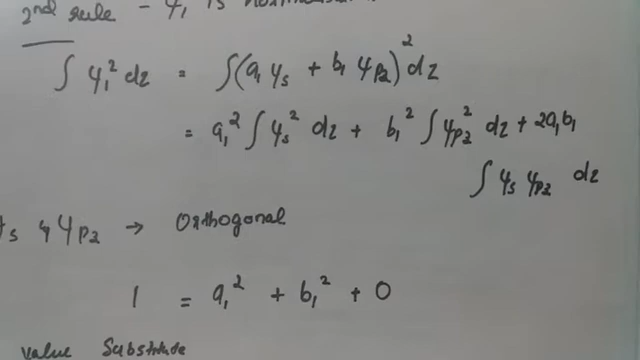 2nd rule - ψ₁ is
∫ ψ₁² dz = ∫(a₁ ψs + b₁ ψPz)² dz
= a₁² ∫ ψs² dz + b₁² ∫ ψPz² dz + 2a₁b₁
∫ ψs ψPz dz
ψs & ψPz → Orthogonal
1 = a₁² + b₁² + 0
value Substitute